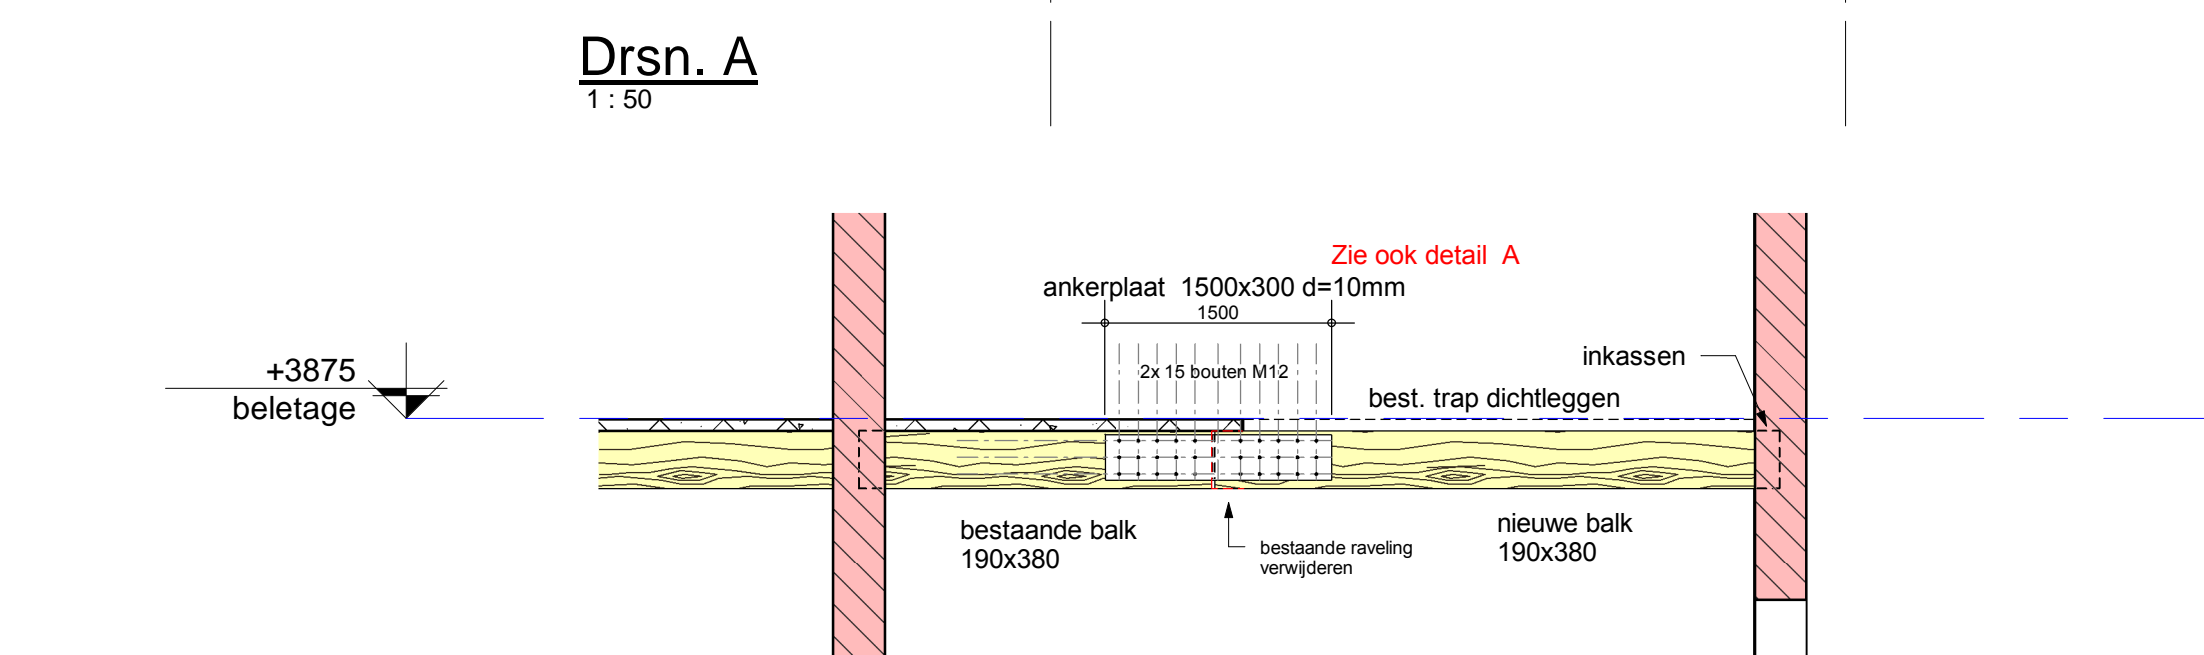 Drsn. A
1 : 50
Zie ook detail A
ankerplaat 1500x300 d=10mm
1500
2x 15 bouten M12
inkassen
+3875
beletage
best. trap dichtleggen
bestaande balk
190x380
bestaande raveling
verwijderen
nieuwe balk
190x380